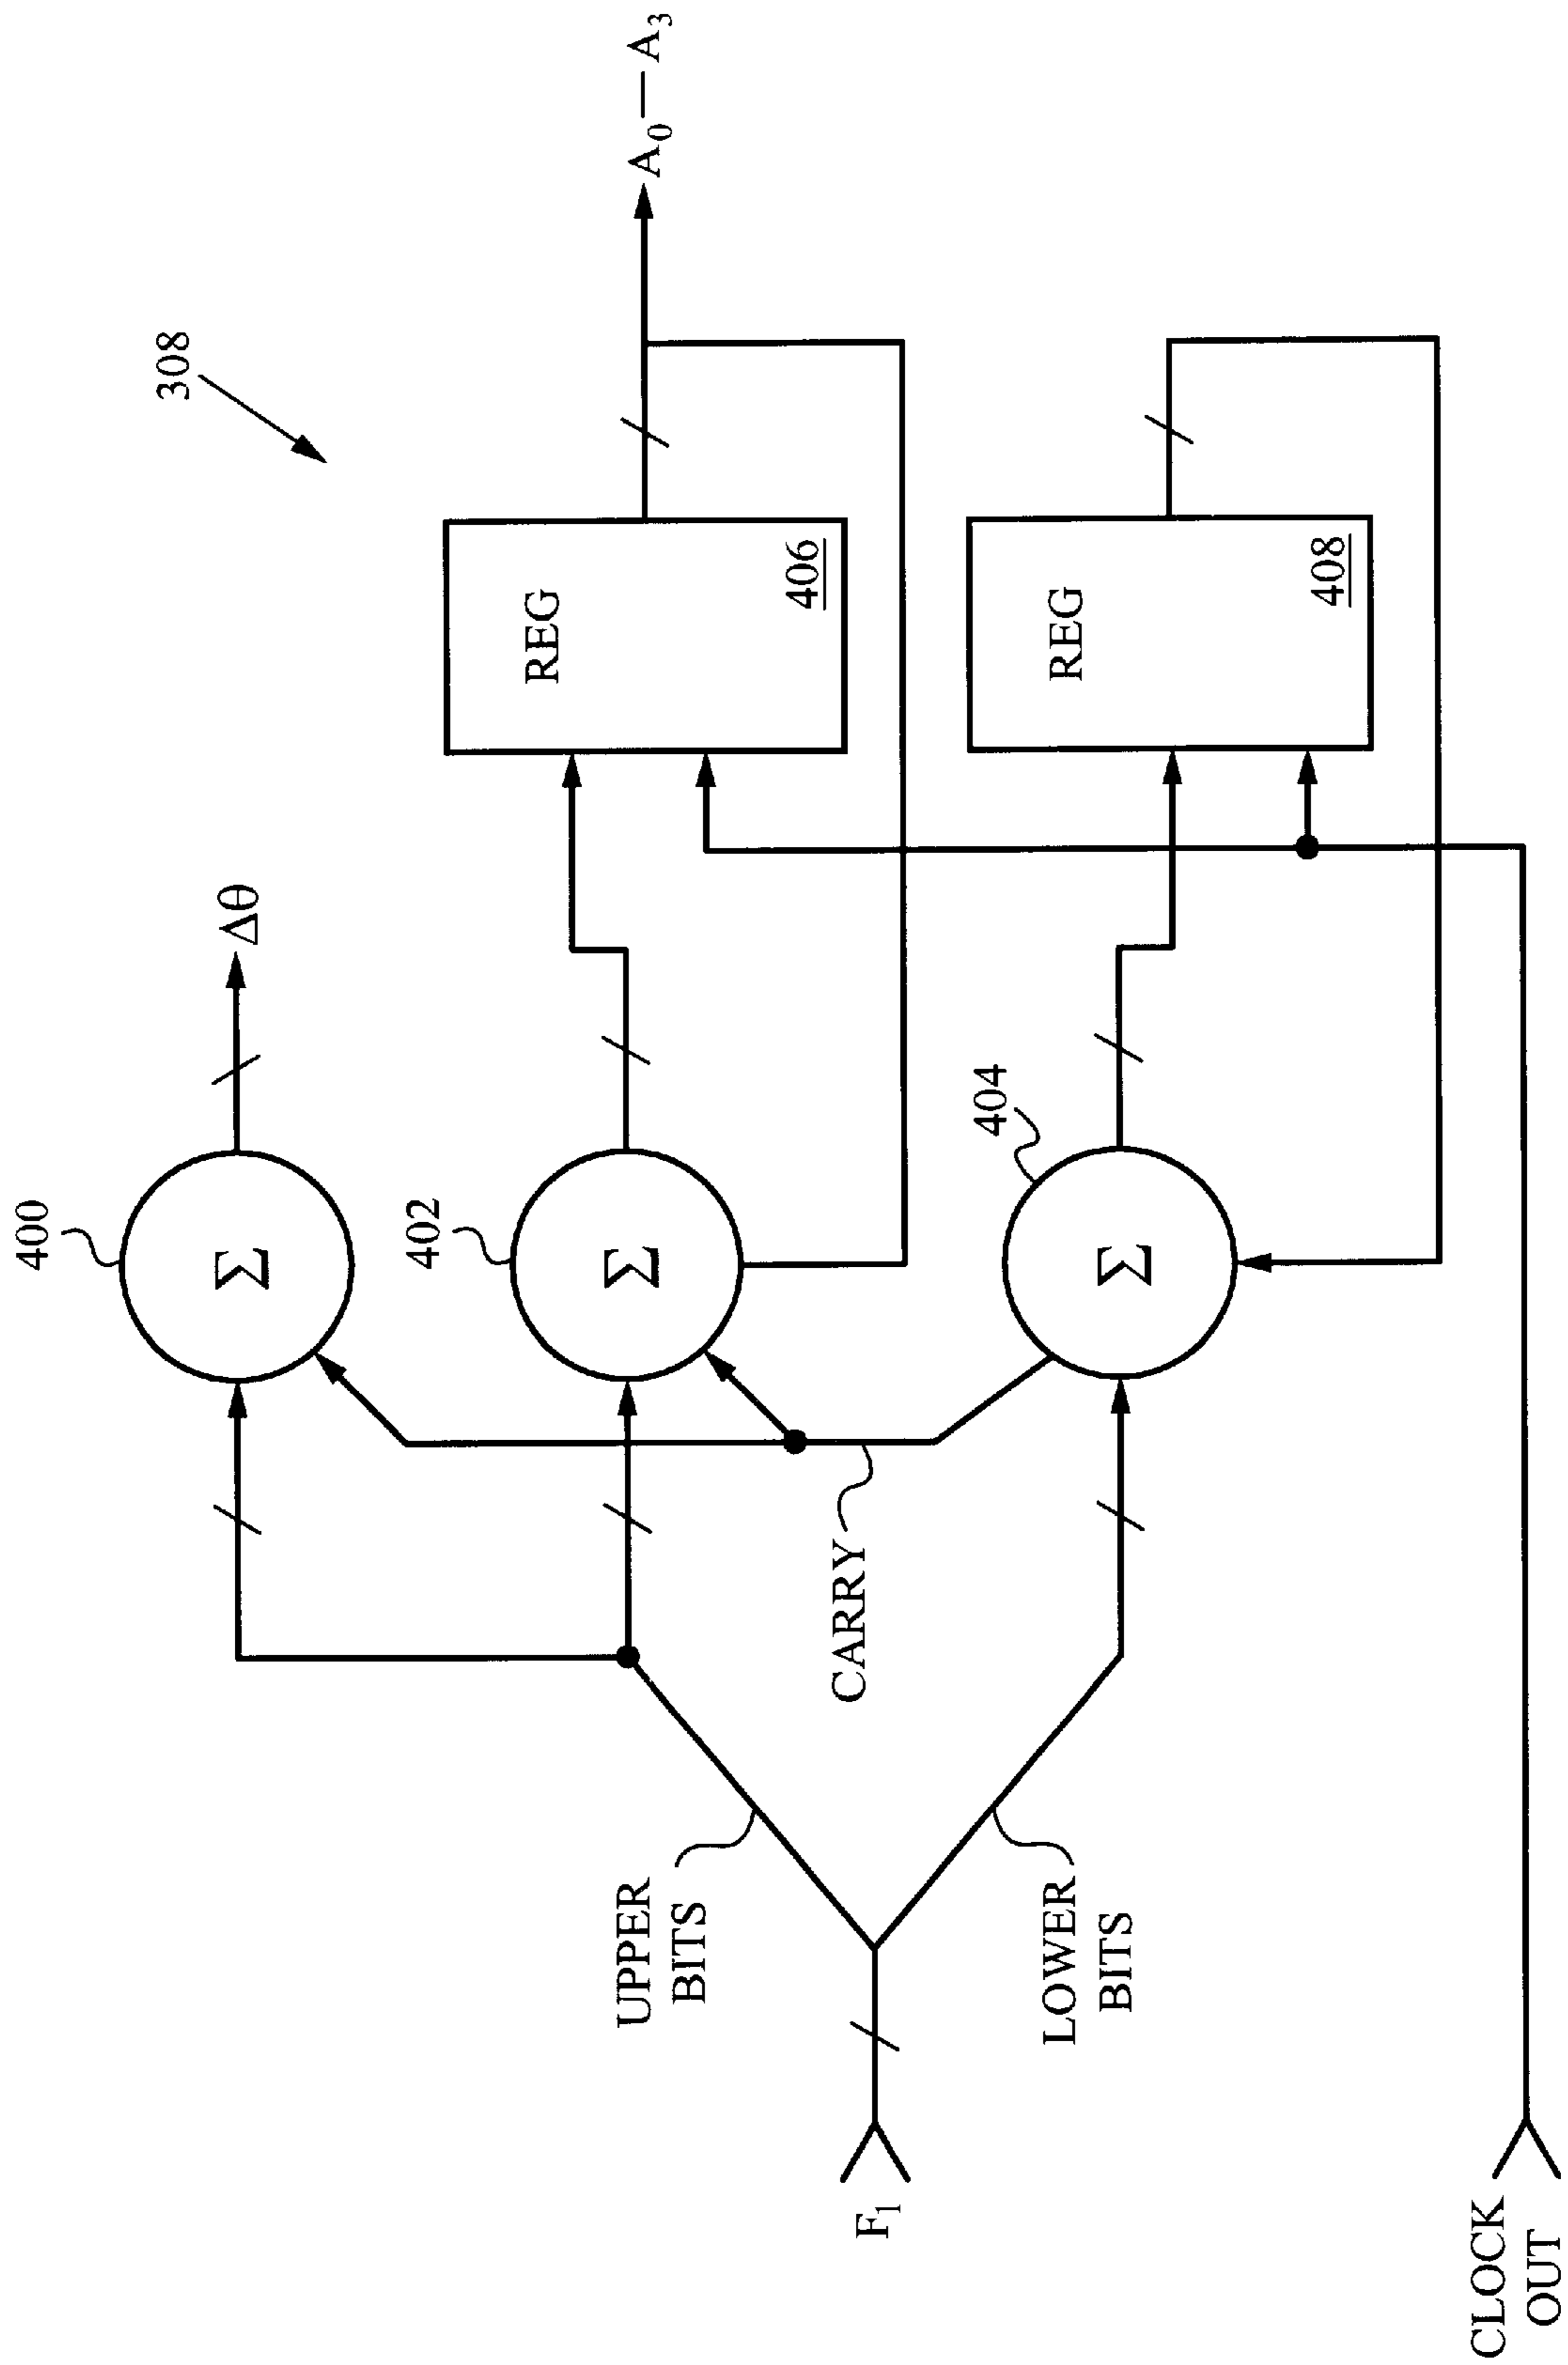 308
400
Σ
Δθ
402
Σ
REG
406
A₀ — A₃
404
Σ
REG
408
CARRY
UPPER
BITS
LOWER
BITS
F₁
CLOCK
OUT